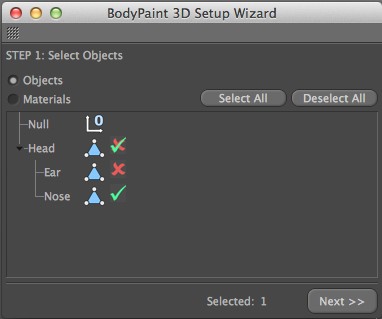 BodyPaint 3D Setup Wizard
STEP 1: Select Objects
Objects
Materials
Select All
Deselect All
Null
0
Head
Ear
Nose
Selected: 1
Next >>